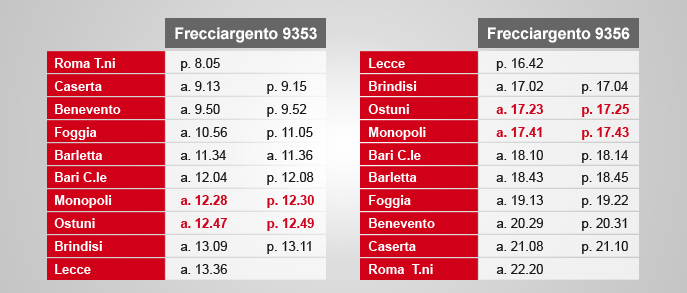 Frecciargento 9353
Roma T.ni p. 8.05
Caserta a. 9.13 p. 9.15
Benevento a. 9.50 p. 9.52
Foggia a. 10.56 p. 11.05
Barletta a. 11.34 a. 11.36
Bari C.le a. 12.04 p. 12.08
Monopoli a. 12.28 p. 12.30
Ostuni a. 12.47 p. 12.49
Brindisi a. 13.09 p. 13.11
Lecce a. 13.36
Frecciargento 9356
Lecce p. 16.42
Brindisi a. 17.02 p. 17.04
Ostuni a. 17.23 p. 17.25
Monopoli a. 17.41 p. 17.43
Bari C.le a. 18.10 p. 18.14
Barletta a. 18.43 p. 18.45
Foggia a. 19.13 p. 19.22
Benevento a. 20.29 p. 20.31
Caserta a. 21.08 p. 21.10
Roma T.ni a. 22.20